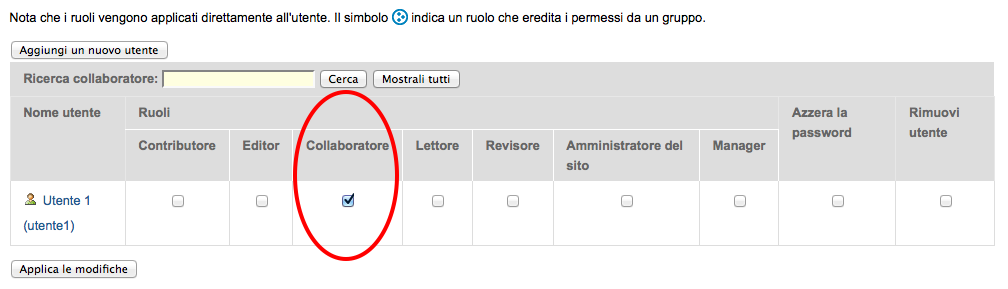 Nota che i ruoli vengono applicati direttamente all'utente. Il simbolo indica un ruolo che eredita i permessi da un gruppo.
Aggiungi un nuovo utente
Ricerca collaboratore: Cerca Mostrali tutti
Nome utente Ruoli Azzera la password Rimuovi utente
Contributore Editor Collaboratore Lettore Revisore Amministratore del sito Manager
Utente 1
(utente1)
Applica le modifiche